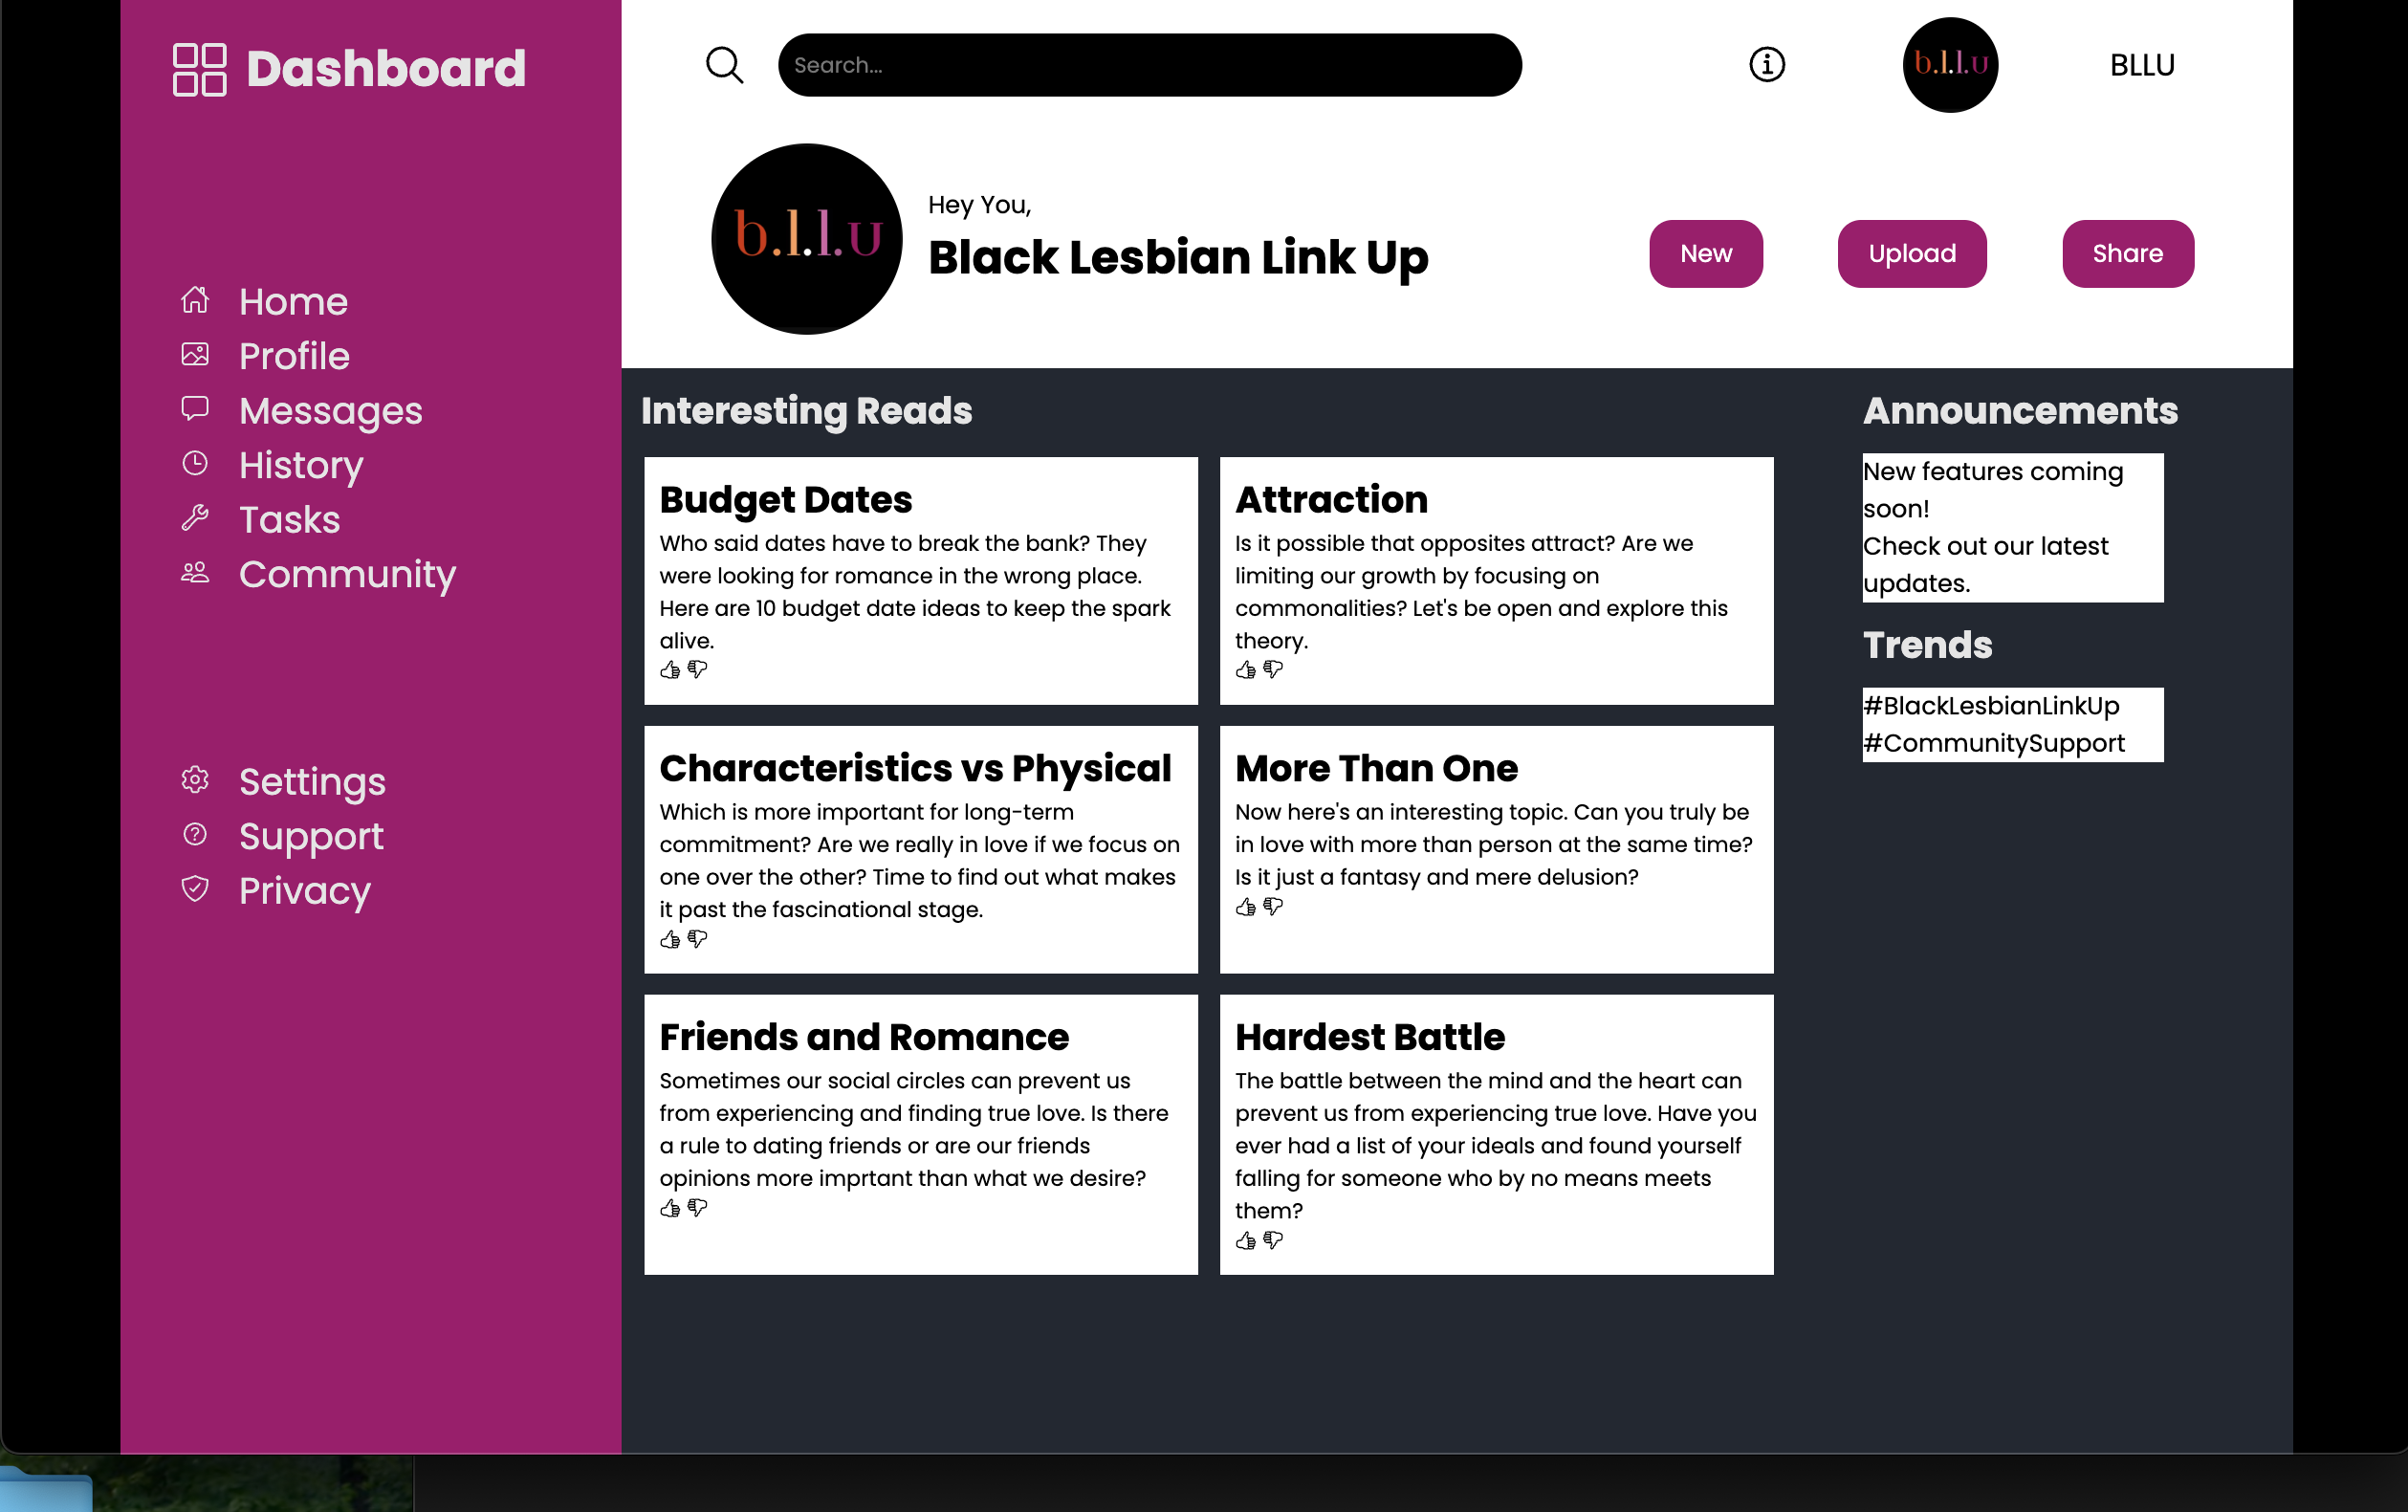 Dashboard
Home
Profile
Messages
History
Tasks
Community
Settings
Support
Privacy
Search...
b.l.l.u
BLLU
b.l.l.u
Hey You,
Black Lesbian Link Up
New
Upload
Share
Interesting Reads
Budget Dates
Who said dates have to break the bank? They
were looking for romance in the wrong place.
Here are 10 budget date ideas to keep the spark
alive.
Attraction
Is it possible that opposites attract? Are we
limiting our growth by focusing on
commonalities? Let's be open and explore this
theory.
Characteristics vs Physical
Which is more important for long-term
commitment? Are we really in love if we focus on
one over the other? Time to find out what makes
it past the fascinational stage.
More Than One
Now here's an interesting topic. Can you truly be
in love with more than person at the same time?
Is it just a fantasy and mere delusion?
Friends and Romance
Sometimes our social circles can prevent us
from experiencing and finding true love. Is there
a rule to dating friends or are our friends
opinions more imprtant than what we desire?
Hardest Battle
The battle between the mind and the heart can
prevent us from experiencing true love. Have you
ever had a list of your ideals and found yourself
falling for someone who by no means meets
them?
Announcements
New features coming
soon!
Check out our latest
updates.
Trends
#BlackLesbianLinkUp
#CommunitySupport